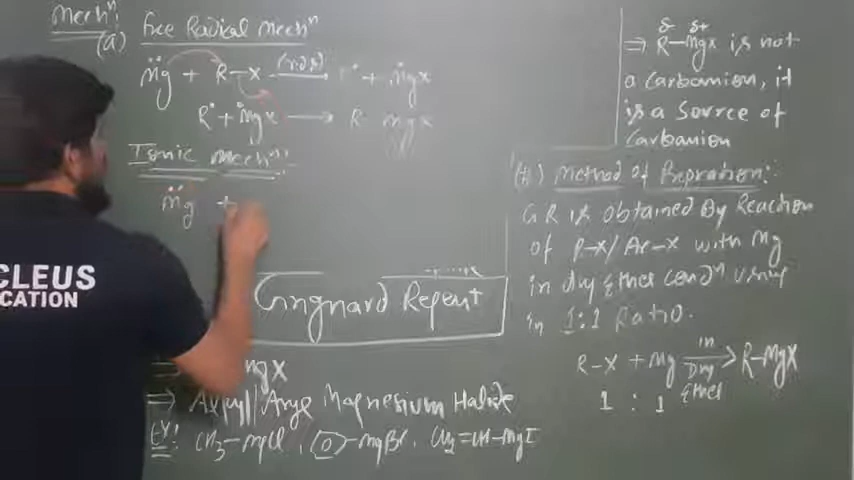 Mechⁿ:
(a) Free Radical Mechⁿ
Mg + R-X (r.d.s) → R• + •Mgx
R• + •Mgx → R mgx
Ionic mechⁿ:
Mg +
Grignard Regent
mgX
⇒ Alkyl//Aryl Magnesium Halide
EX: CH3-mgCl, -mgBr, CH2=CH-MgI
CLEUS
CATION
⇒ R-Mgx is not
δ- δ+
a Carbanion, it
is a Source of
Carbanion
Method of Prepration:
G.R is obtained By Reaction
of R-X/Ar-X with Mg
in dry Ether condⁿ using
in 1:1 Ratio.
R-X + Mg in Dry Ether → R-MgX
1 : 1